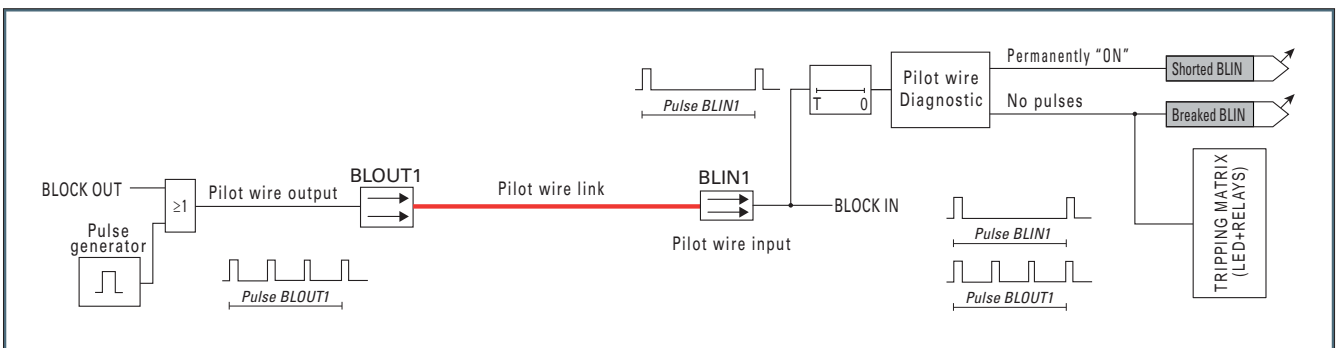 Permanently "ON"
Shorted BLIN
Pilot wire
Diagnostic
T 0
No pulses
Breaked BLIN
Pulse BLIN1
BLOCK OUT
≥1
Pilot wire output
BLOUT1
Pilot wire link
BLIN1
BLOCK IN
Pilot wire input
Pulse
generator
Pulse BLOUT1
Pulse BLIN1
Pulse BLOUT1
TRIPPING MATRIX
(LED+RELAYS)